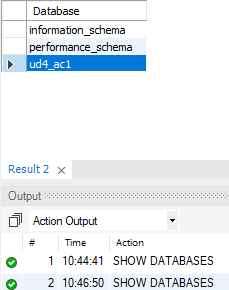 Database
information_schema
performance_schema
ud4_ac1
Result 2 ×
Output
Action Output
# Time Action
1 10:44:41 SHOW DATABASES
2 10:46:50 SHOW DATABASES